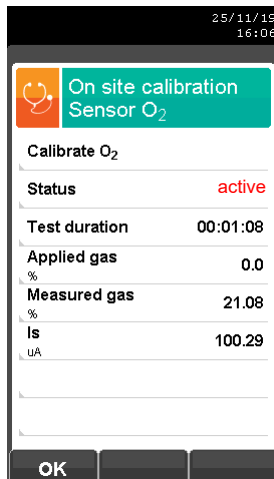 25/11/19
16:06
On site calibration
Sensor O₂
Calibrate O₂
Status active
Test duration 00:01:08
Applied gas
% 0.0
Measured gas
% 21.08
Is
uA 100.29
OK